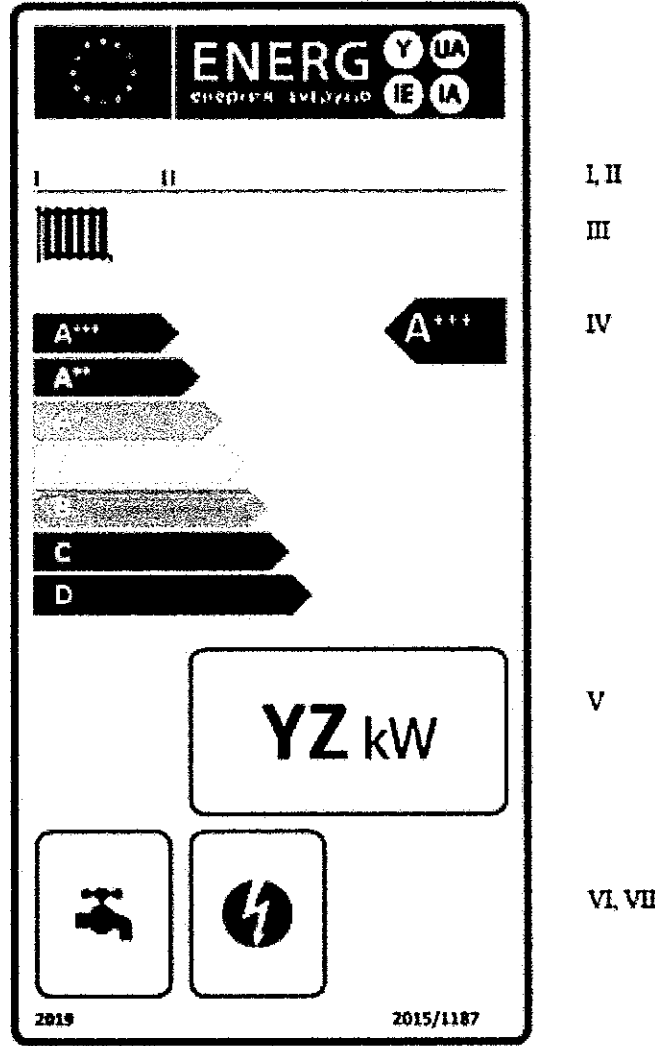 ENERG Y UA
IE IA
I II
I, II
III
A+++ A+++
IV
A++
B
C
D
YZ kW
V
VI, VII
2019 2015/1187